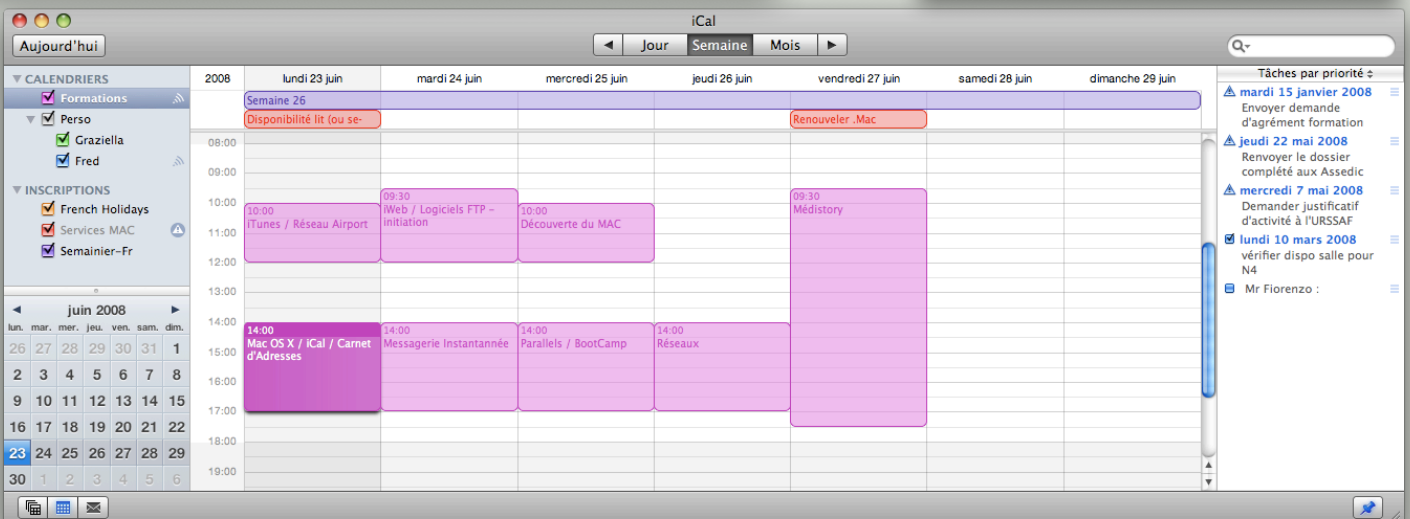 iCal
Aujourd'hui
Jour Semaine Mois
CALENDRIERS
Formations
Perso
Graziella
Fred
INSCRIPTIONS
French Holidays
Services MAC
Semainier-Fr
juin 2008
lun. mar. mer. jeu. ven. sam. dim.
26 27 28 29 30 31 1
2 3 4 5 6 7 8
9 10 11 12 13 14 15
16 17 18 19 20 21 22
23 24 25 26 27 28 29
30 1 2 3 4 5 6
2008 lundi 23 juin mardi 24 juin mercredi 25 juin jeudi 26 juin vendredi 27 juin samedi 28 juin dimanche 29 juin
Semaine 26
Disponibilité lit (ou se-
Renouveler .Mac
08:00
09:00
10:00
11:00
12:00
13:00
14:00
15:00
16:00
17:00
18:00
19:00
10:00
iTunes / Réseau Airport
14:00
Mac OS X / iCal / Carnet
d'Adresses
09:30
iWeb / Logiciels FTP –
initiation
14:00
Messagerie Instantannée
10:00
Découverte du MAC
14:00
Parallels / BootCamp
14:00
Réseaux
09:30
Médistory
Tâches par priorité
mardi 15 janvier 2008
Envoyer demande
d'agrément formation
jeudi 22 mai 2008
Renvoyer le dossier
complété aux Assedic
mercredi 7 mai 2008
Demander justificatif
d'activité à l'URSSAF
lundi 10 mars 2008
vérifier dispo salle pour
N4
Mr Fiorenzo :